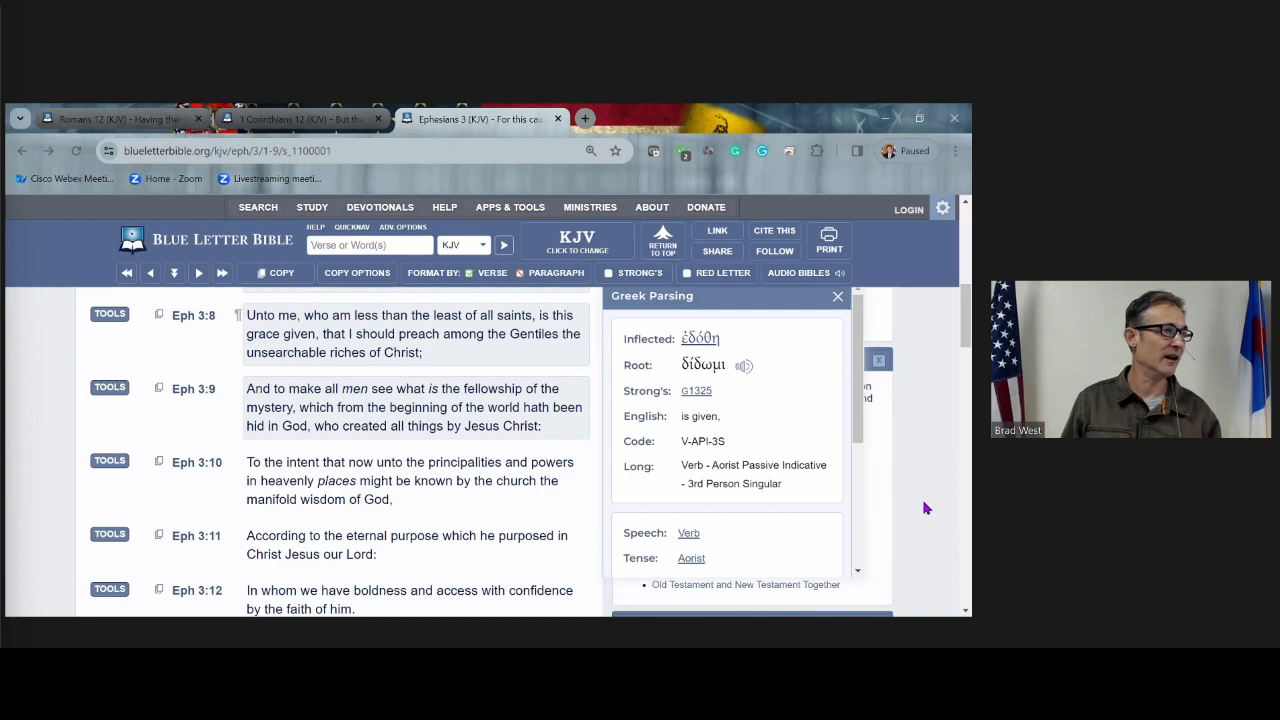 Romans 12 (KJV) - Having ther
1 Corinthians 12 (KJV) - But th
Ephesians 3 (KJV) - For this cau
blueletterbible.org/kjv/eph/3/1-9/s_1100001
2
Paused
Cisco Webex Meeti...
Home - Zoom
Livestreaming meeti...
SEARCH STUDY DEVOTIONALS HELP APPS & TOOLS MINISTRIES ABOUT DONATE
LOGIN
BLUE LETTER BIBLE
HELP QUICKNAV ADV. OPTIONS
Verse or Word(s)
KJV
KJV
CLICK TO CHANGE
RETURN
TO TOP
LINK
CITE THIS
SHARE
FOLLOW
PRINT
COPY
COPY OPTIONS
FORMAT BY: VERSE PARAGRAPH
STRONG'S
RED LETTER
AUDIO BIBLES
TOOLS Eph 3:8 ¶ Unto me, who am less than the least of all saints, is this
grace given, that I should preach among the Gentiles the
unsearchable riches of Christ;
TOOLS Eph 3:9 And to make all men see what is the fellowship of the
mystery, which from the beginning of the world hath been
hid in God, who created all things by Jesus Christ:
TOOLS Eph 3:10 To the intent that now unto the principalities and powers
in heavenly places might be known by the church the
manifold wisdom of God,
TOOLS Eph 3:11 According to the eternal purpose which he purposed in
Christ Jesus our Lord:
TOOLS Eph 3:12 In whom we have boldness and access with confidence
by the faith of him.
Greek Parsing
Inflected: ἐδόθη
Root: δίδωμι
Strong's: G1325
English: is given,
Code: V-API-3S
Long: Verb - Aorist Passive Indicative
- 3rd Person Singular
Speech: Verb
Tense: Aorist
Old Testament and New Testament Together
Brad West